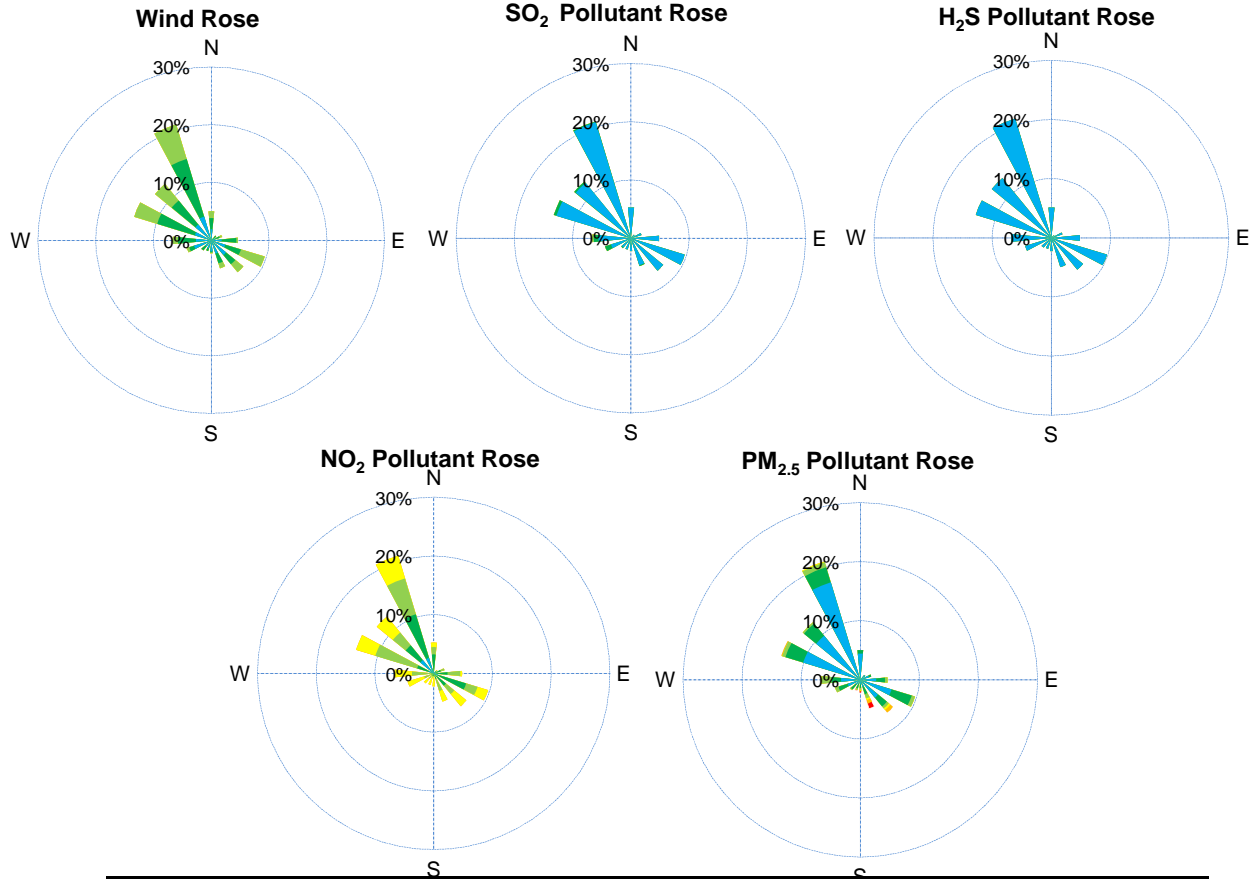 Wind Rose
N
30%
20%
10%
0%
W
E
S
SO₂ Pollutant Rose
N
30%
20%
10%
0%
W
E
S
H₂S Pollutant Rose
N
30%
20%
10%
0%
W
E
S
NO₂ Pollutant Rose
N
30%
20%
10%
0%
W
E
S
PM₂.₅ Pollutant Rose
N
30%
20%
10%
0%
W
E
S